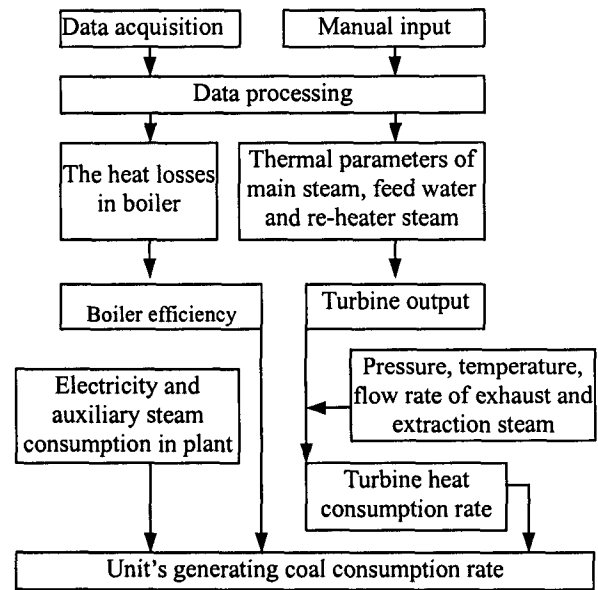 Data acquisition
Manual input
Data processing
The heat losses
in boiler
Thermal parameters of
main steam, feed water
and re-heater steam
Boiler efficiency
Turbine output
Electricity and
auxiliary steam
consumption in plant
Pressure, temperature,
flow rate of exhaust and
extraction steam
Turbine heat
consumption rate
Unit's generating coal consumption rate